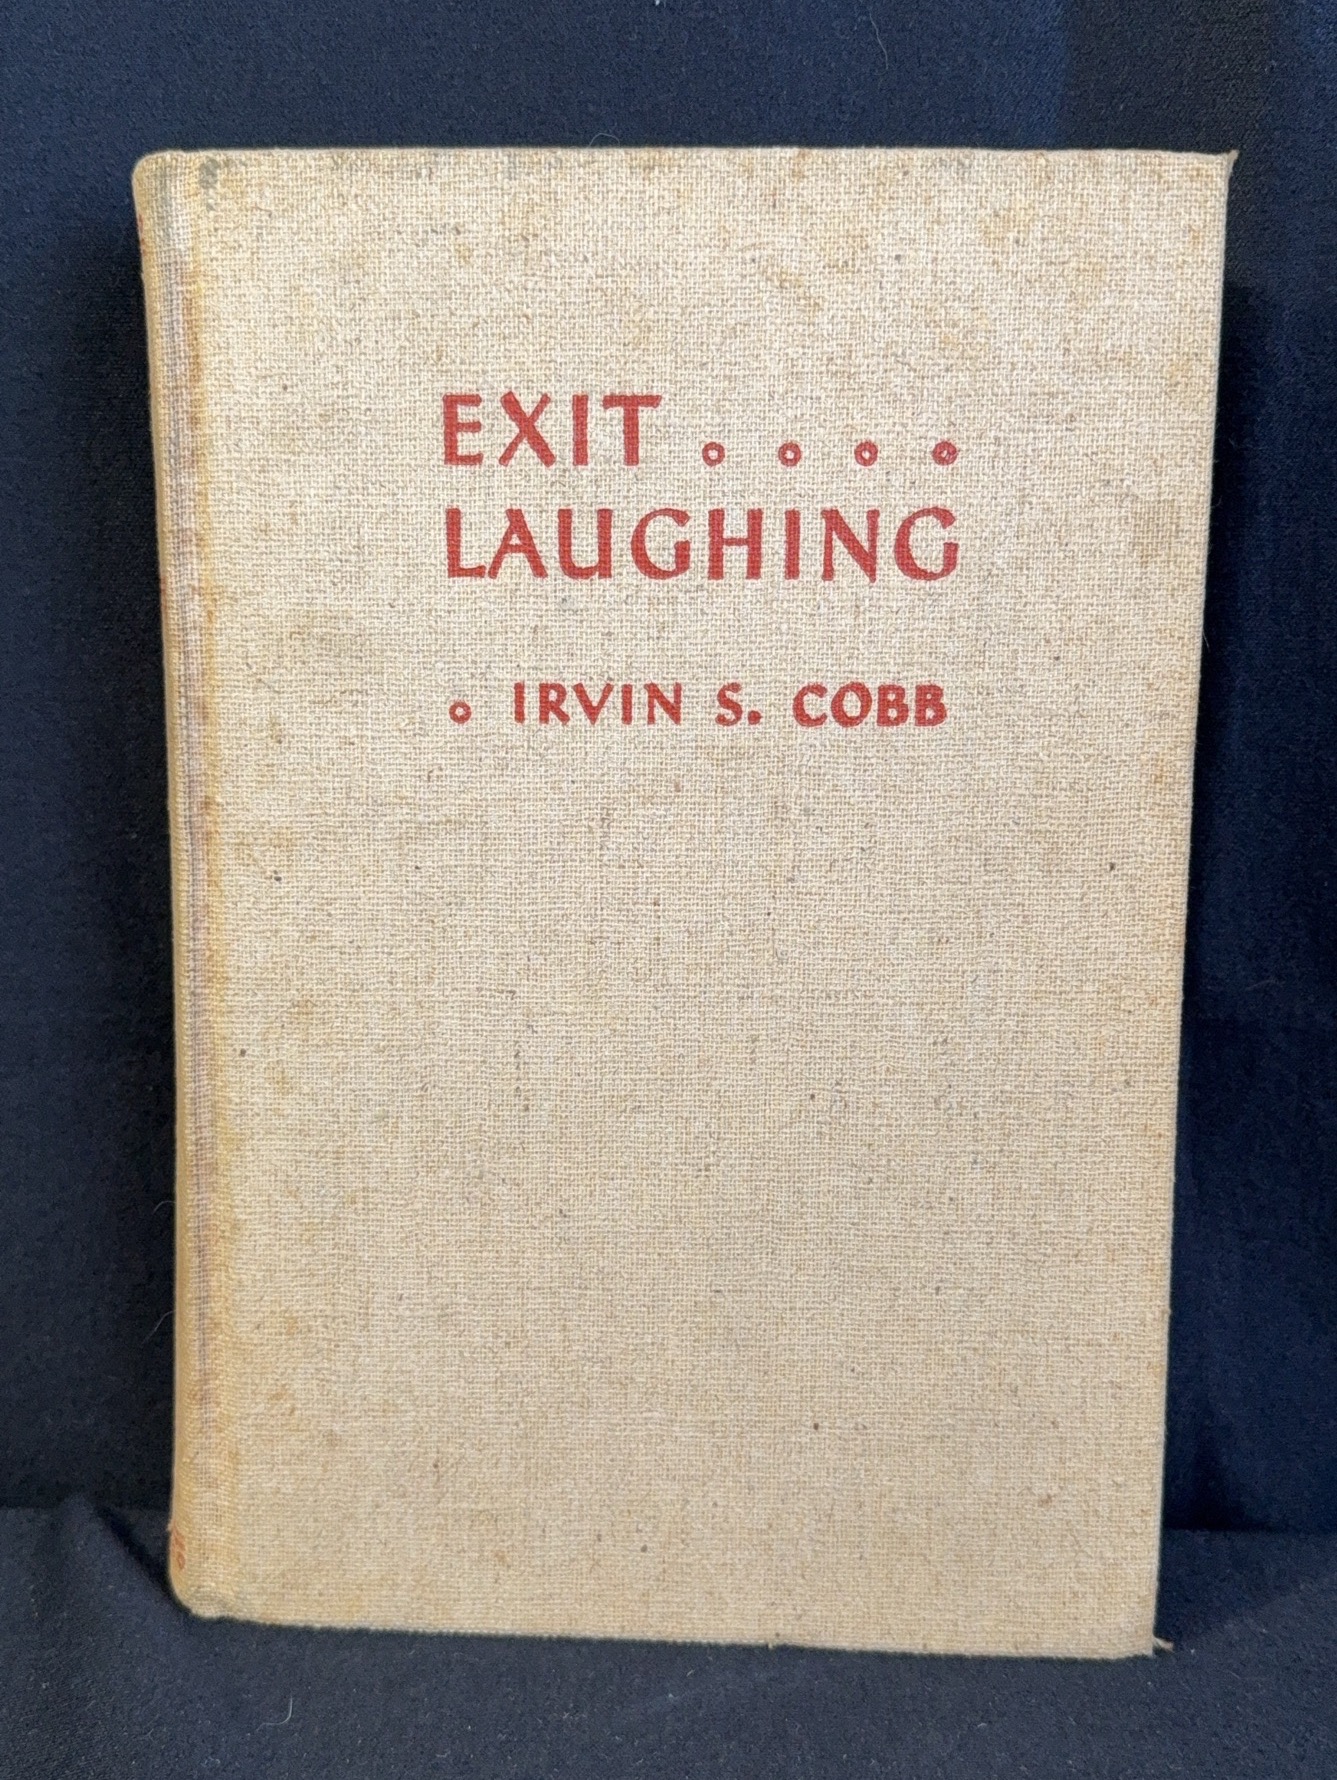 EXIT . . . .
LAUGHING
. IRVIN S. COBB